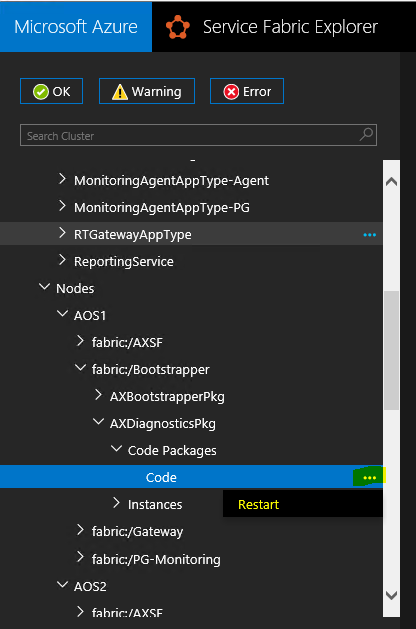 Microsoft Azure Service Fabric Explorer
OK Warning Error
Search Cluster
MonitoringAgentAppType-Agent
MonitoringAgentAppType-PG
RTGatewayAppType ...
ReportingService
Nodes
AOS1
fabric:/AXSF
fabric:/Bootstrapper
AXBootstrapperPkg
AXDiagnosticsPkg
Code Packages
Code ...
Instances Restart
fabric:/Gateway
fabric:/PG-Monitoring
AOS2
fabric:/AXSF